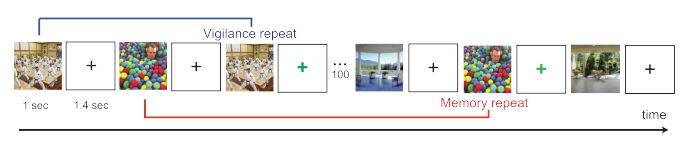 Vigilance repeat
...
100
1 sec
1.4 sec
Memory repeat
time